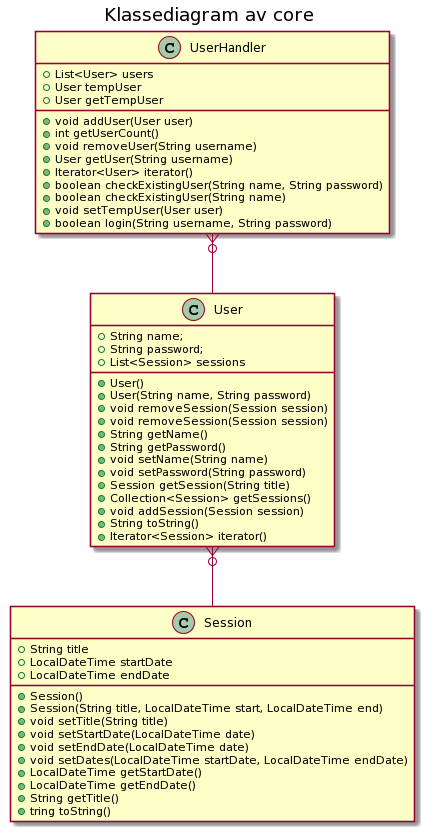 Klassediagram av core
C UserHandler
List<User> users
User tempUser
User getTempUser
void addUser(User user)
int getUserCount()
void removeUser(String username)
User getUser(String username)
Iterator<User> iterator()
boolean checkExistingUser(String name, String password)
boolean checkExistingUser(String name)
void setTempUser(User user)
boolean login(String username, String password)
C User
String name;
String password;
List<Session> sessions
User()
User(String name, String password)
void removeSession(Session session)
void removeSession(Session session)
String getName()
String getPassword()
void setName(String name)
void setPassword(String password)
Session getSession(String title)
Collection<Session> getSessions()
void addSession(Session session)
String toString()
Iterator<Session> iterator()
C Session
String title
LocalDateTime startDate
LocalDateTime endDate
Session()
Session(String title, LocalDateTime start, LocalDateTime end)
void setTitle(String title)
void setStartDate(LocalDateTime date)
void setEndDate(LocalDateTime date)
void setDates(LocalDateTime startDate, LocalDateTime endDate)
LocalDateTime getStartDate()
LocalDateTime getEndDate()
String getTitle()
tring toString()